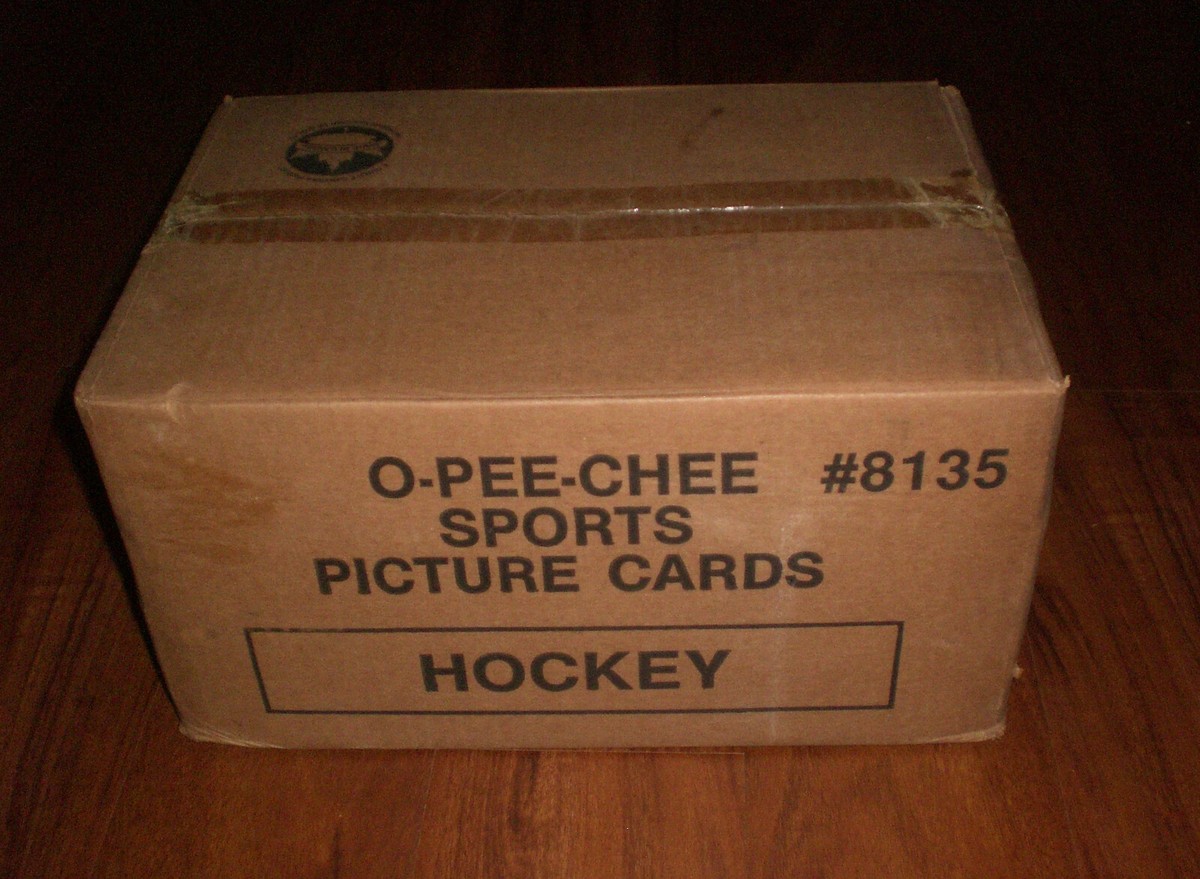 O-PEE-CHEE #8135
SPORTS
PICTURE CARDS
HOCKEY